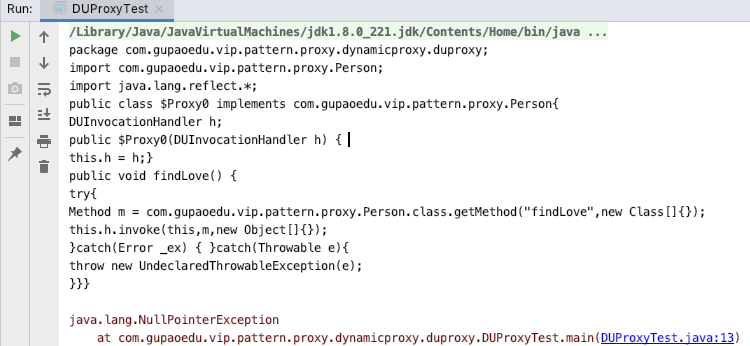 Run: DUProxyTest ×
/Library/Java/JavaVirtualMachines/jdk1.8.0_221.jdk/Contents/Home/bin/java ...
package com.gupaoedu.vip.pattern.proxy.dynamicproxy.duproxy;
import com.gupaoedu.vip.pattern.proxy.Person;
import java.lang.reflect.*;
public class $Proxy0 implements com.gupaoedu.vip.pattern.proxy.Person{
DUInvocationHandler h;
public $Proxy0(DUInvocationHandler h) {
this.h = h;}
public void findLove() {
try{
Method m = com.gupaoedu.vip.pattern.proxy.Person.class.getMethod("findLove",new Class[]{});
this.h.invoke(this,m,new Object[]{});
}catch(Error _ex) { }catch(Throwable e){
throw new UndeclaredThrowableException(e);
}}}
java.lang.NullPointerException
at com.gupaoedu.vip.pattern.proxy.dynamicproxy.duproxy.DUProxyTest.main(DUProxyTest.java:13)